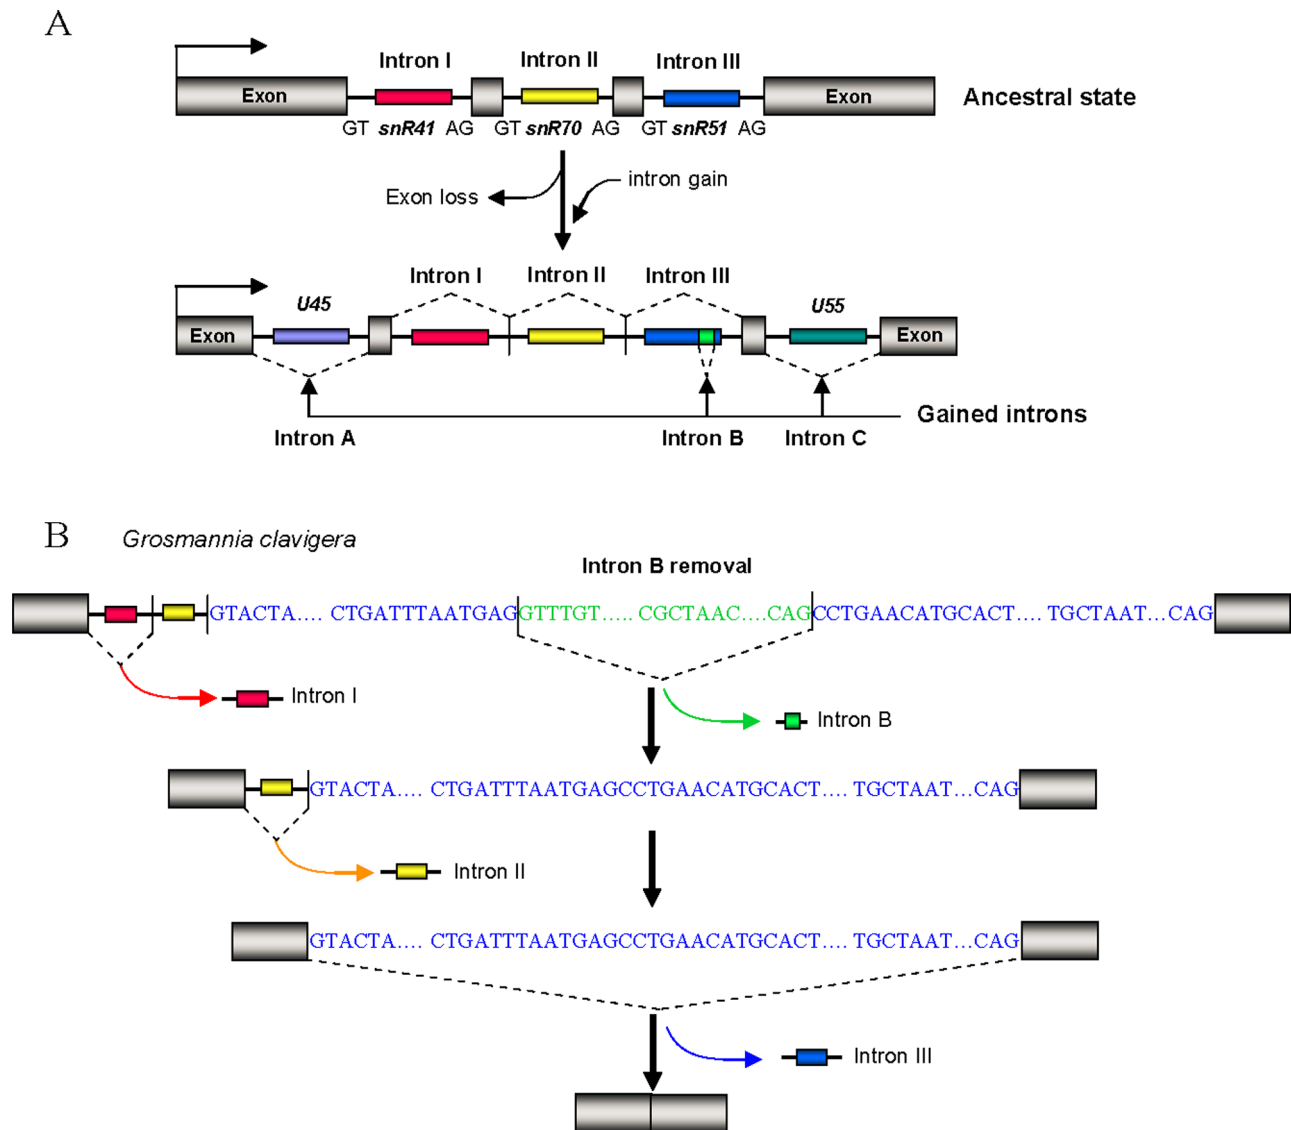 A
Intron I Intron II Intron III
Exon Exon Ancestral state
GT snR41 AG GT snR70 AG GT snR51 AG
Exon loss intron gain
Intron I Intron II Intron III
U45 U55
Exon Exon
Gained introns
Intron A Intron B Intron C
B Grosmannia clavigera
Intron B removal
GTACTA.... CTGATTTAATGAGGTTTGT..... CGCTAAC....CAGCCTGAACATGCACT.... TGCTAAT...CAG
Intron I
Intron B
GTACTA.... CTGATTTAATGAGCCTGAACATGCACT.... TGCTAAT...CAG
Intron II
GTACTA.... CTGATTTAATGAGCCTGAACATGCACT.... TGCTAAT...CAG
Intron III